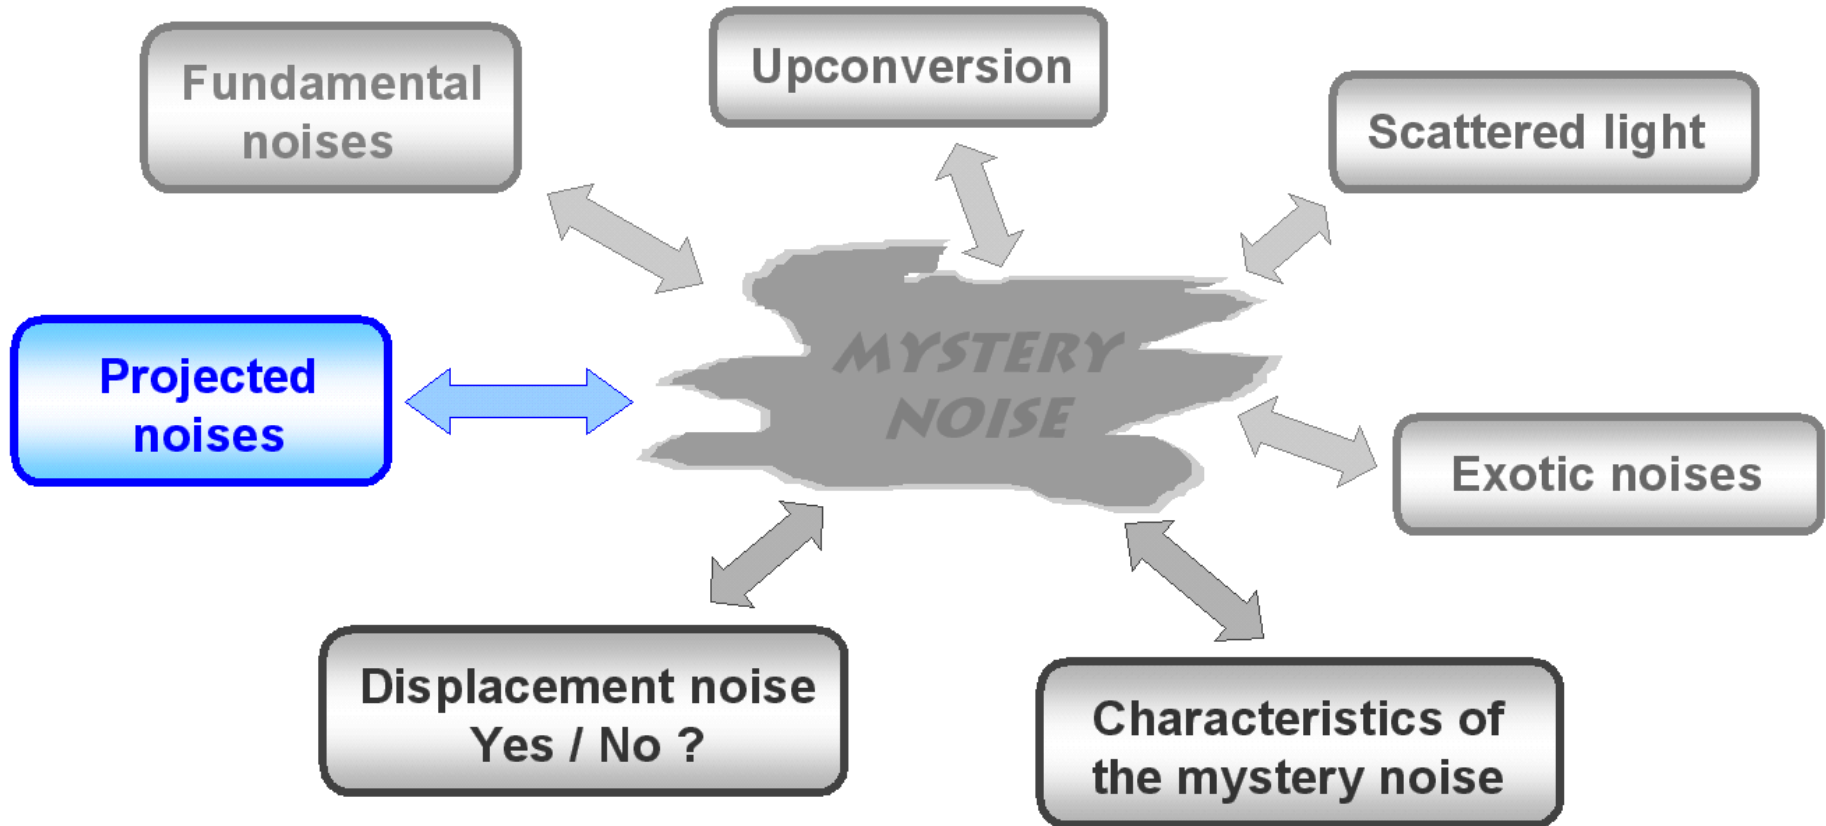 Fundamental
noises
Upconversion
Scattered light
Projected
noises
MYSTERY
NOISE
Exotic noises
Displacement noise
Yes / No ?
Characteristics of
the mystery noise